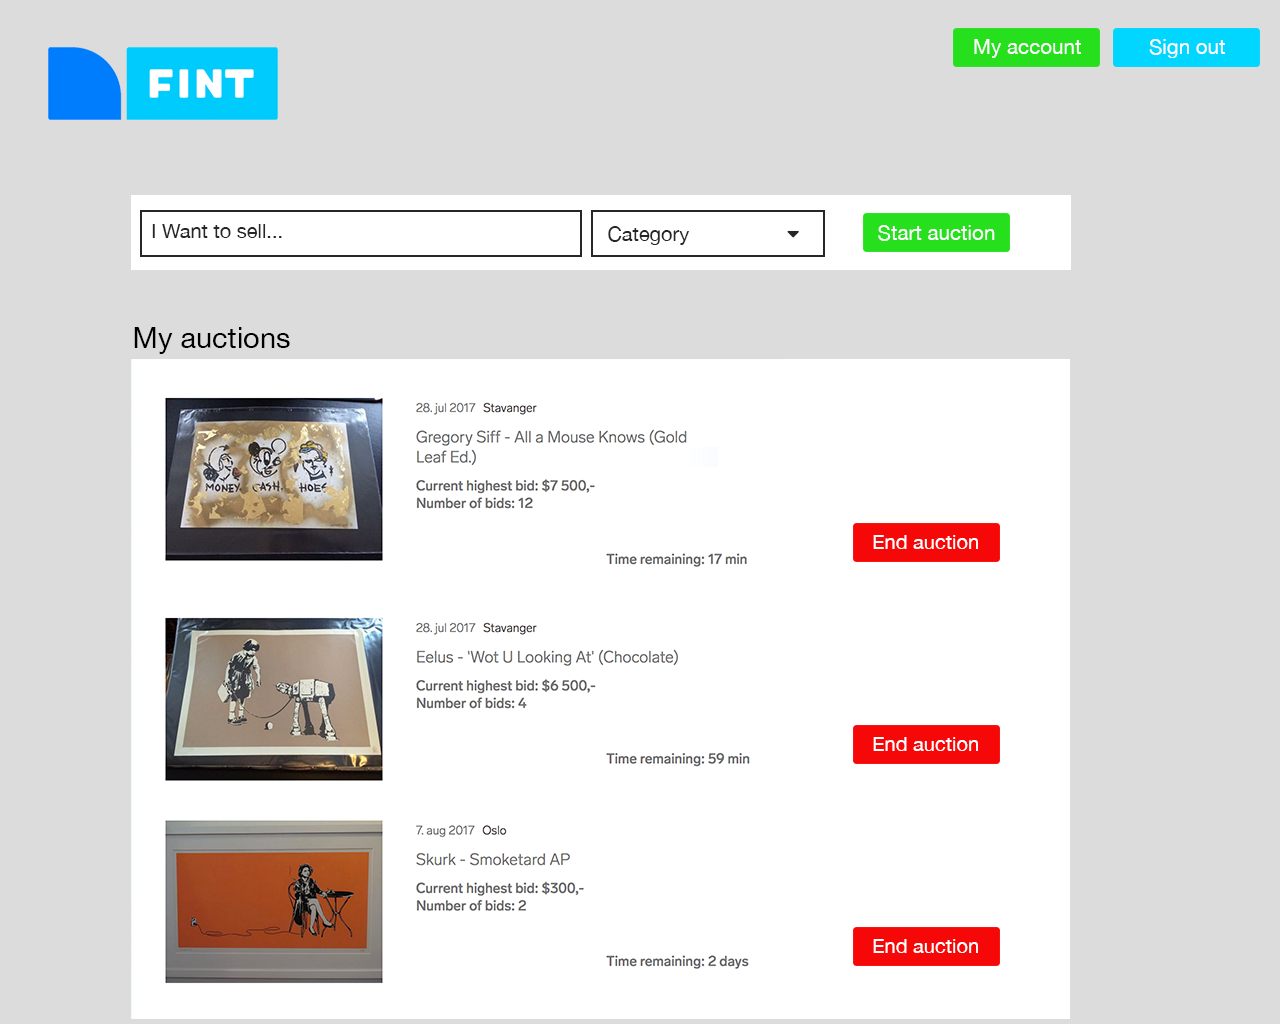 My account
Sign out
FINT
I Want to sell...
Category
Start auction
My auctions
28. jul 2017 Stavanger
Gregory Siff - All a Mouse Knows (Gold
Leaf Ed.)
Current highest bid: $7 500,-
Number of bids: 12
MONEY CASH HOES
Time remaining: 17 min
End auction
28. jul 2017 Stavanger
Eelus - 'Wot U Looking At' (Chocolate)
Current highest bid: $6 500,-
Number of bids: 4
Time remaining: 59 min
End auction
7. aug 2017 Oslo
Skurk - Smoketard AP
Current highest bid: $300,-
Number of bids: 2
Time remaining: 2 days
End auction